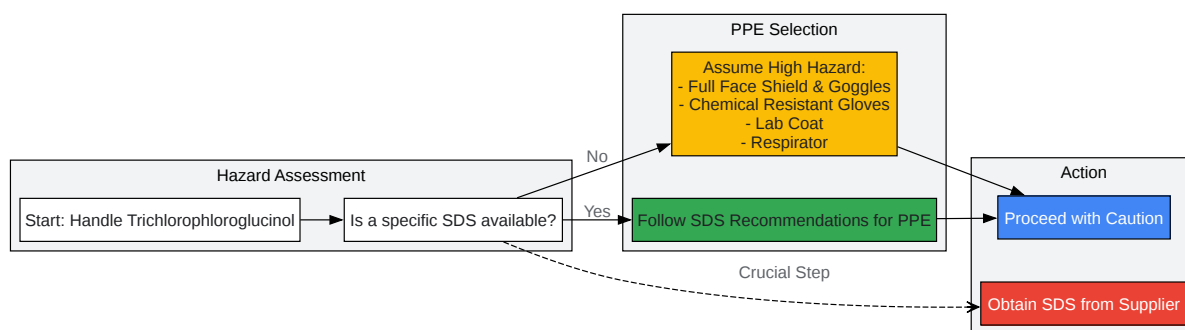 PPE Selection
Assume High Hazard:
- Full Face Shield & Goggles
- Chemical Resistant Gloves
- Lab Coat
- Respirator
No
Hazard Assessment
Action
Start: Handle Trichlorophloroglucinol
Is a specific SDS available?
Yes
Follow SDS Recommendations for PPE
Proceed with Caution
Crucial Step
Obtain SDS from Supplier